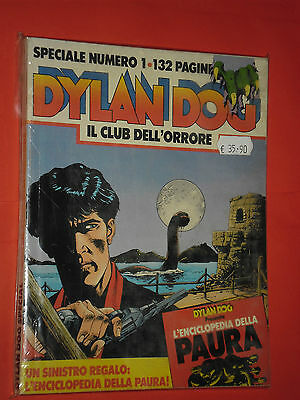 SPECIALE NUMERO 1 • 132 PAGINE
DYLAN DOG
IL CLUB DELL'ORRORE
€ 35.90
DYLAN DOG
L'ENCICLOPEDIA DELLA
PAURA
UN SINISTRO REGALO:
L'ENCICLOPEDIA DELLA PAURA!